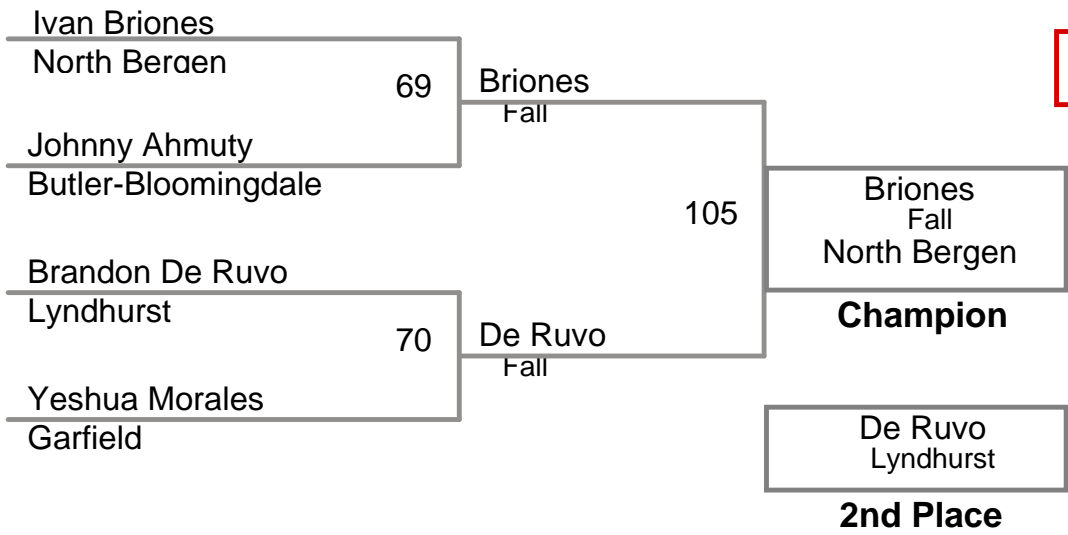 Ivan Briones
North Bergen
69
Briones
Fall
Johnny Ahmuty
Butler-Bloomingdale
105
Briones
Fall
North Bergen
Champion
Brandon De Ruvo
Lyndhurst
70
De Ruvo
Fall
Yeshua Morales
Garfield
De Ruvo
Lyndhurst
2nd Place